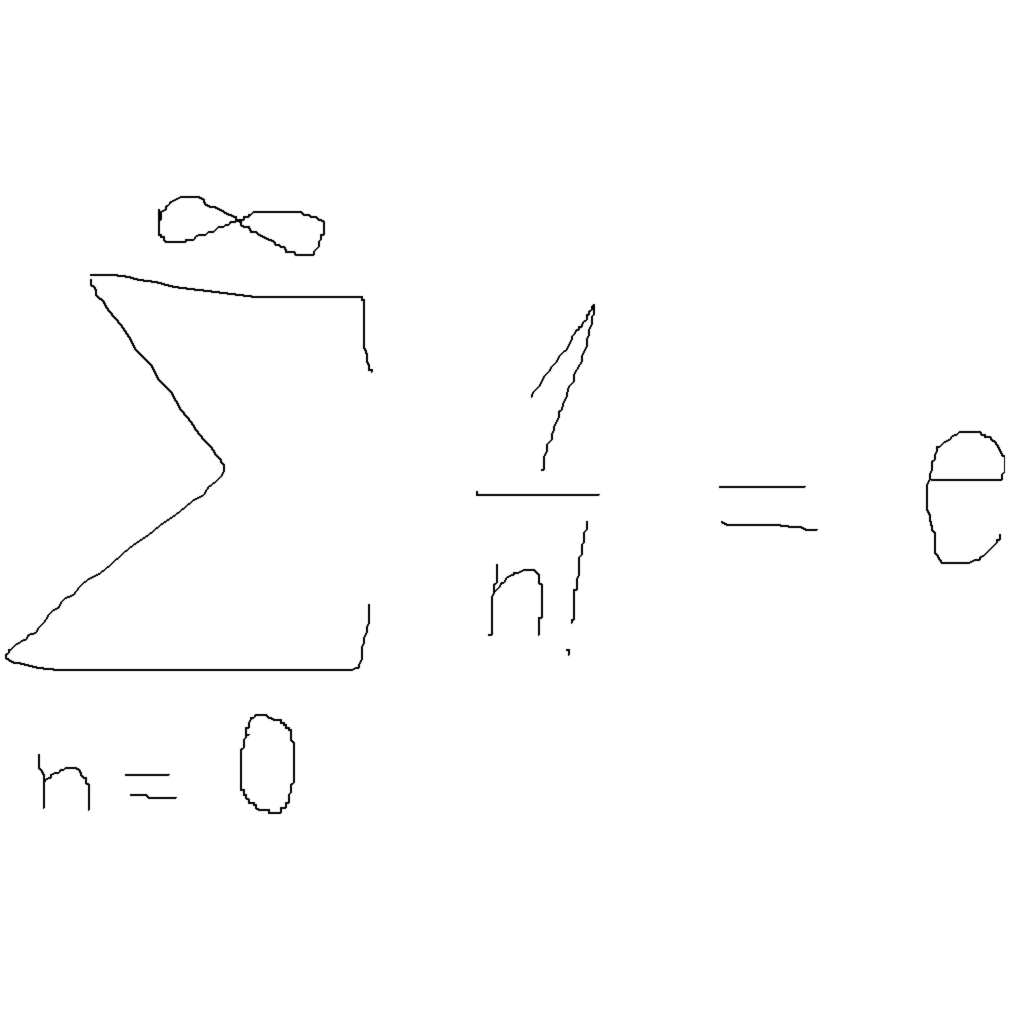 ∞
∑ 1/n! = e
n = 0